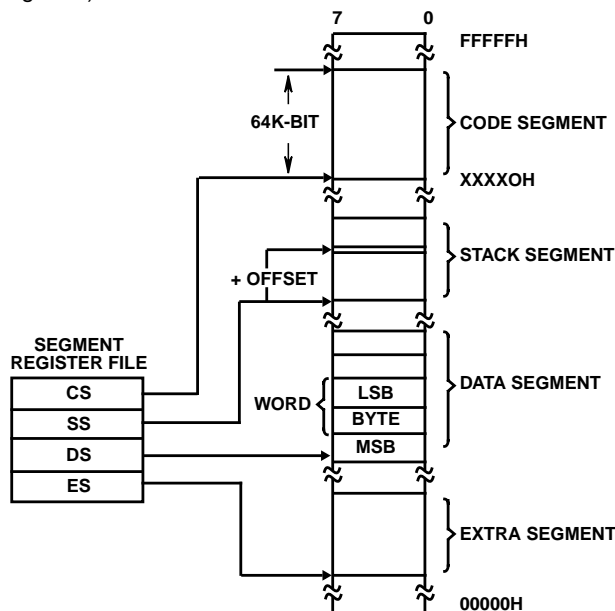 7 0
FFFFFH
64K-BIT
CODE SEGMENT
XXXXOH
STACK SEGMENT
+ OFFSET
SEGMENT
REGISTER FILE
CS
SS
DS
ES
WORD
LSB
BYTE
MSB
DATA SEGMENT
EXTRA SEGMENT
00000H